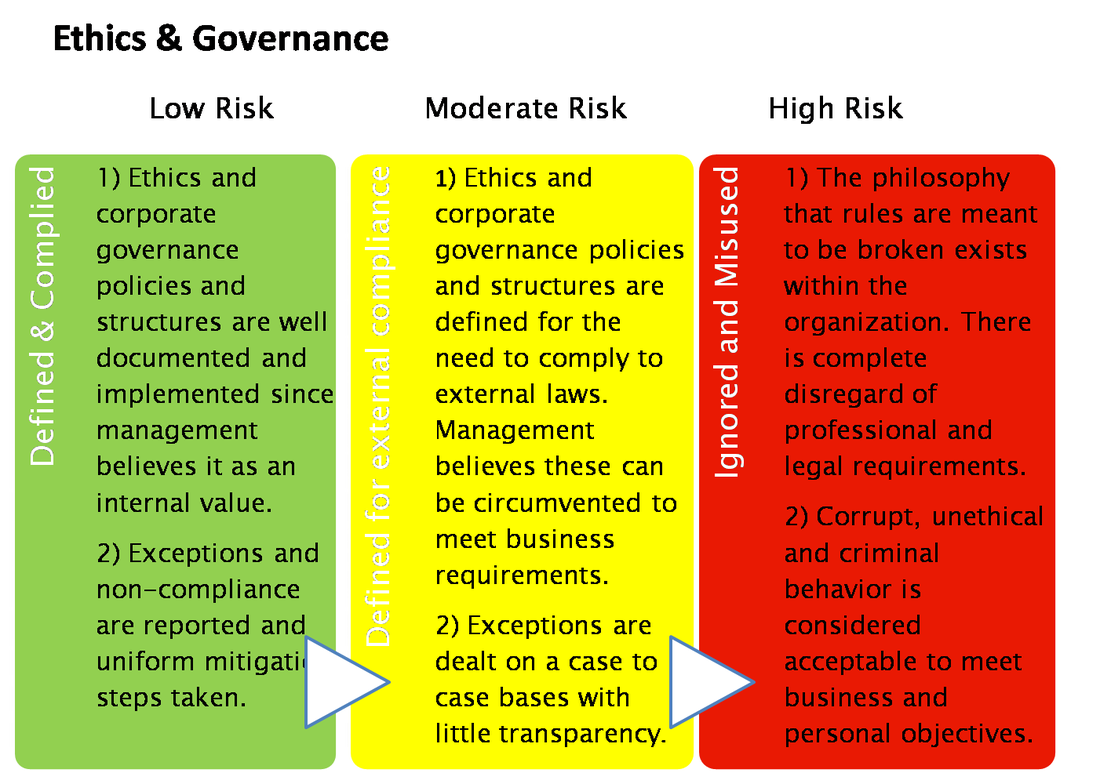 Ethics & Governance
Low Risk
Moderate Risk
High Risk
Defined & Complied
1) Ethics and
corporate
governance
policies and
structures are well
documented and
implemented since
management
believes it as an
internal value.
2) Exceptions and
non-compliance
are reported and
uniform
steps taken.
Defined for external compliance
1) Ethics and
corporate
governance policies
and structures are
defined for the
need to comply to
external laws.
Management
believes these can
be circumvented to
meet business
requirements.
2) Exceptions are
dealt on a case to
case bases with
little transparency.
Ignored and Misused
1) The philosophy
that rules are meant
to be broken exists
within the
organization. There
is complete
disregard of
professional and
legal requirements.
2) Corrupt, unethical
and criminal
behavior is
considered
acceptable to meet
business and
personal objectives.